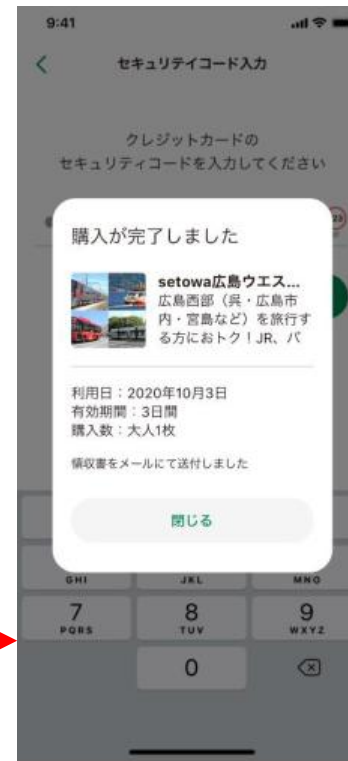 9:41
セキュリテイコード入力
クレジットカードの
セキュリティコードを入力してください
購入が完了しました
setowa広島ウエス...
広島西部（呉・広島市
内・宮島など）を旅行す
る方におトク！JR、バ
利用日：2020年10月3日
有効期間：3日間
購入数：大人1枚
領収書をメールにて送付しました
閉じる
GHI JKL MNO
7 8 9
PQRS TUV WXYZ
0